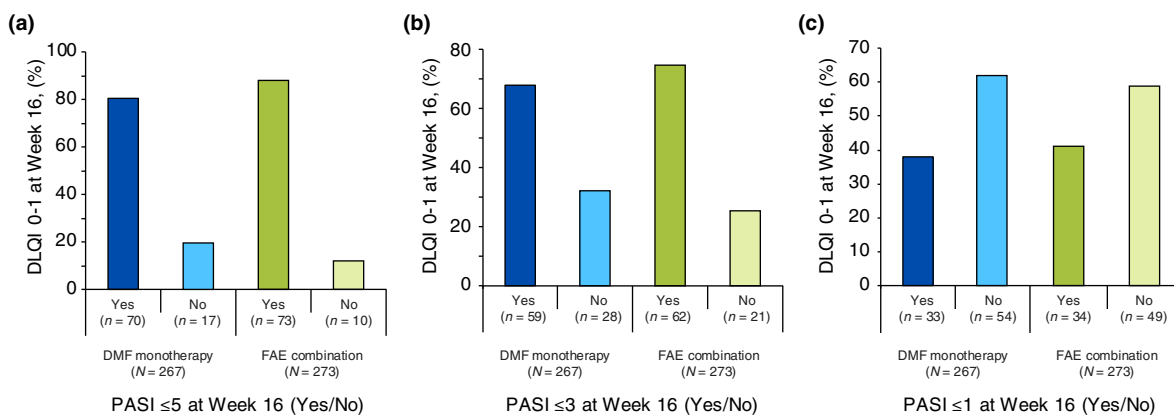 (a)
DLQI 0-1 at Week 16, (%)
100
80
60
40
20
0
Yes
(n = 70)
No
(n = 17)
Yes
(n = 73)
No
(n = 10)
DMF monotherapy
(N = 267)
FAE combination
(N = 273)
PASI ≤5 at Week 16 (Yes/No)
(b)
DLQI 0-1 at Week 16, (%)
80
60
40
20
0
Yes
(n = 59)
No
(n = 28)
Yes
(n = 62)
No
(n = 21)
DMF monotherapy
(N = 267)
FAE combination
(N = 273)
PASI ≤3 at Week 16 (Yes/No)
(c)
DLQI 0-1 at Week 16, (%)
70
60
50
40
30
20
10
0
Yes
(n = 33)
No
(n = 54)
Yes
(n = 34)
No
(n = 49)
DMF monotherapy
(N = 267)
FAE combination
(N = 273)
PASI ≤1 at Week 16 (Yes/No)